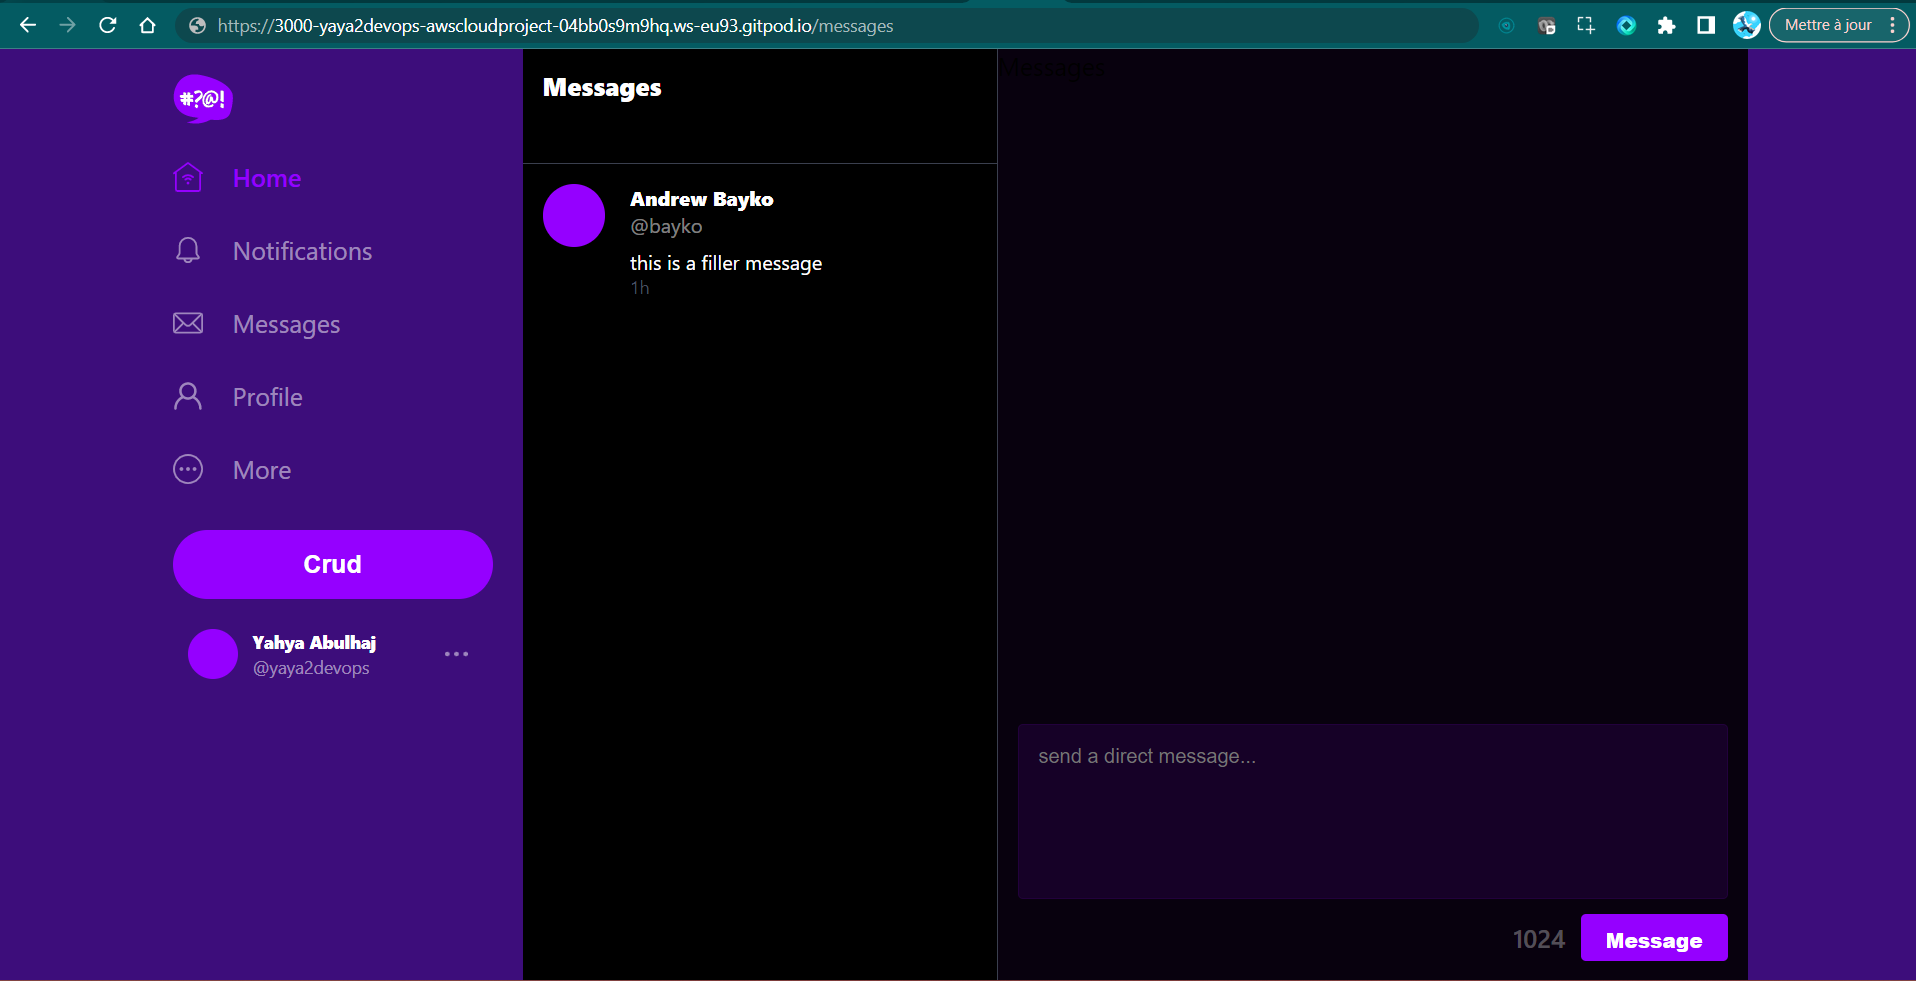 https://3000-yaya2devops-awscloudproject-04bb0s9m9hq.ws-eu93.gitpod.io/messages
Mettre à jour
#?@!
Home
Notifications
Messages
Profile
More
Crud
Yahya Abulhaj
@yaya2devops
Messages
Andrew Bayko
@bayko
this is a filler message
1h
Messages
send a direct message...
1024
Message